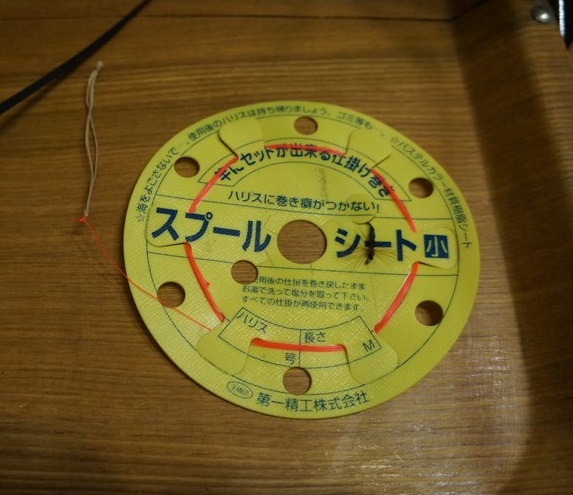 ☆海をよごさないで、使用後のハリスは持ち帰りましょう。ゴミ等も
◎パステルカラー材質樹脂シート
にセットが出来る仕掛け巻き
ハリスに巻き癖がつかない!
スプール シート 小
使用後の仕掛を巻き戻したまま
お湯で洗って塩分を取って下さい。
すべての仕掛が再使用できます。
ハリス 長さ
号 M
第一精工株式会社